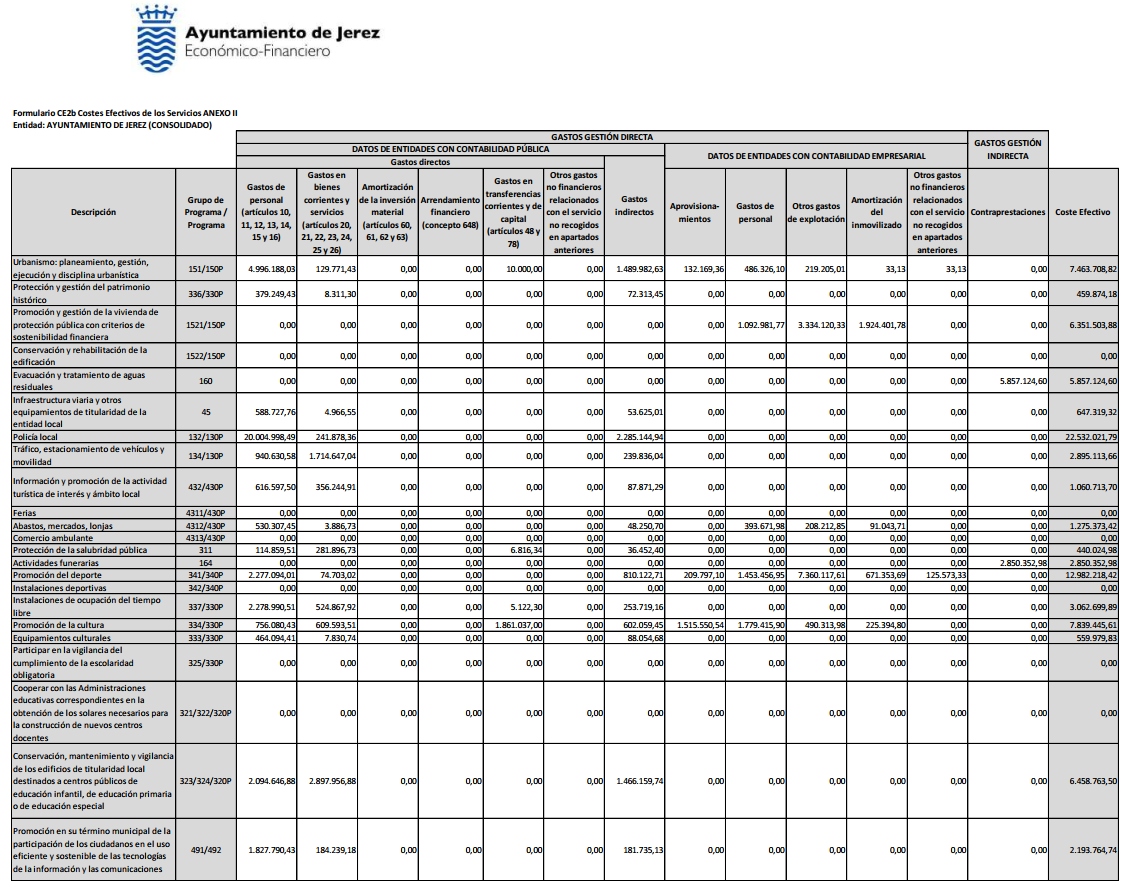 Ayuntamiento de Jerez
Económico-Financiero
Formulario CE2b Costes Efectivos de los Servicios ANEXO II
Entidad: AYUNTAMIENTO DE JEREZ (CONSOLIDADO)
GASTOS GESTIÓN DIRECTA
GASTOS GESTIÓN
INDIRECTA
DATOS DE ENTIDADES CON CONTABILIDAD PÚBLICA
DATOS DE ENTIDADES CON CONTABILIDAD EMPRESARIAL
Gastos directos
Descripción
Grupo de
Programa /
Programa
Gastos de
personal
(artículos 10,
11, 12, 13, 14,
15 y 16)
Gastos en
bienes
corrientes y
servicios
(artículos 20,
21, 22, 23, 24,
25 y 26)
Amortización
de la inversión
material
(artículos 60,
61, 62 y 63)
Arrendamiento
financiero
(concepto 648)
Gastos en
transferencias
corrientes y de
capital
(artículos 48 y
78)
Otros gastos
no financieros
relacionados
con el servicio
no recogidos
en apartados
anteriores
Gastos
indirectos
Aprovisiona-
mientos
Gastos de
personal
Otros gastos
de explotación
Amortización
del
inmovilizado
Otros gastos
no financieros
relacionados
con el servicio
no recogidos
en apartados
anteriores
Contraprestaciones
Coste Efectivo
Urbanismo: planeamiento, gestión,
ejecución y disciplina urbanística
151/150P 4.996.188,03 129.771,43 0,00 0,00 10.000,00 0,00 1.489.982,63 132.169,36 486.326,10 219.205,01 33,13 33,13 0,00 7.463.708,82
Protección y gestión del patrimonio
histórico
336/330P 379.249,43 8.311,30 0,00 0,00 0,00 0,00 72.313,45 0,00 0,00 0,00 0,00 0,00 0,00 459.874,18
Promoción y gestión de la vivienda de
protección pública con criterios de
sostenibilidad financiera
1521/150P 0,00 0,00 0,00 0,00 0,00 0,00 0,00 0,00 1.092.981,77 3.334.120,33 1.924.401,78 0,00 0,00 6.351.503,88
Conservación y rehabilitación de la
edificación
1522/150P 0,00 0,00 0,00 0,00 0,00 0,00 0,00 0,00 0,00 0,00 0,00 0,00 0,00 0,00
Evacuación y tratamiento de aguas
residuales
160 0,00 0,00 0,00 0,00 0,00 0,00 0,00 0,00 0,00 0,00 0,00 0,00 5.857.124,60 5.857.124,60
Infraestructura viaria y otros
equipamientos de titularidad de la
entidad local
45 588.727,76 4.966,55 0,00 0,00 0,00 0,00 53.625,01 0,00 0,00 0,00 0,00 0,00 0,00 647.319,32
Policía local 132/130P 20.004.998,49 241.878,36 0,00 0,00 0,00 0,00 2.285.144,94 0,00 0,00 0,00 0,00 0,00 0,00 22.532.021,79
Tráfico, estacionamiento de vehículos y
movilidad
134/130P 940.630,58 1.714.647,04 0,00 0,00 0,00 0,00 239.836,04 0,00 0,00 0,00 0,00 0,00 0,00 2.895.113,66
Información y promoción de la actividad
turística de interés y ámbito local
432/430P 616.597,50 356.244,91 0,00 0,00 0,00 0,00 87.871,29 0,00 0,00 0,00 0,00 0,00 0,00 1.060.713,70
Ferias 4311/430P 0,00 0,00 0,00 0,00 0,00 0,00 0,00 0,00 0,00 0,00 0,00 0,00 0,00 0,00
Abastos, mercados, lonjas 4312/430P 530.307,45 3.886,73 0,00 0,00 0,00 0,00 48.250,70 0,00 393.671,98 208.212,85 91.043,71 0,00 0,00 1.275.373,42
Comercio ambulante 4313/430P 0,00 0,00 0,00 0,00 0,00 0,00 0,00 0,00 0,00 0,00 0,00 0,00 0,00 0,00
Protección de la salubridad pública 311 114.859,51 281.896,73 0,00 0,00 6.816,34 0,00 36.452,40 0,00 0,00 0,00 0,00 0,00 0,00 440.024,98
Actividades funerarias 164 0,00 0,00 0,00 0,00 0,00 0,00 0,00 0,00 0,00 0,00 0,00 0,00 2.850.352,98 2.850.352,98
Promoción del deporte 341/340P 2.277.094,01 74.703,02 0,00 0,00 0,00 0,00 810.122,71 209.797,10 1.453.456,95 7.360.117,61 671.353,69 125.573,33 0,00 12.982.218,42
Instalaciones deportivas 342/340P 0,00 0,00 0,00 0,00 0,00 0,00 0,00 0,00 0,00 0,00 0,00 0,00 0,00 0,00
Instalaciones de ocupación del tiempo
libre
337/330P 2.278.990,51 524.867,92 0,00 0,00 5.122,30 0,00 253.719,16 0,00 0,00 0,00 0,00 0,00 0,00 3.062.699,89
Promoción de la cultura 334/330P 756.080,43 609.593,51 0,00 0,00 1.861.037,00 0,00 602.059,45 1.515.550,54 1.779.415,90 490.313,98 225.394,80 0,00 0,00 7.839.445,61
Equipamientos culturales 333/330P 464.094,41 7.830,74 0,00 0,00 0,00 0,00 88.054,68 0,00 0,00 0,00 0,00 0,00 0,00 559.979,83
Participar en la vigilancia del
cumplimiento de la escolaridad
obligatoria
325/330P 0,00 0,00 0,00 0,00 0,00 0,00 0,00 0,00 0,00 0,00 0,00 0,00 0,00 0,00
Cooperar con las Administraciones
educativas correspondientes en la
obtención de los solares necesarios para
la construcción de nuevos centros
docentes
321/322/320P 0,00 0,00 0,00 0,00 0,00 0,00 0,00 0,00 0,00 0,00 0,00 0,00 0,00 0,00
Conservación, mantenimiento y vigilancia
de los edificios de titularidad local
destinados a centros públicos de
educación infantil, de educación primaria
o de educación especial
323/324/320P 2.094.646,88 2.897.956,88 0,00 0,00 0,00 0,00 1.466.159,74 0,00 0,00 0,00 0,00 0,00 0,00 6.458.763,50
Promoción en su término municipal de la
participación de los ciudadanos en el uso
eficiente y sostenible de las tecnologías
de la información y las comunicaciones
491/492 1.827.790,43 184.239,18 0,00 0,00 0,00 0,00 181.735,13 0,00 0,00 0,00 0,00 0,00 0,00 2.193.764,74